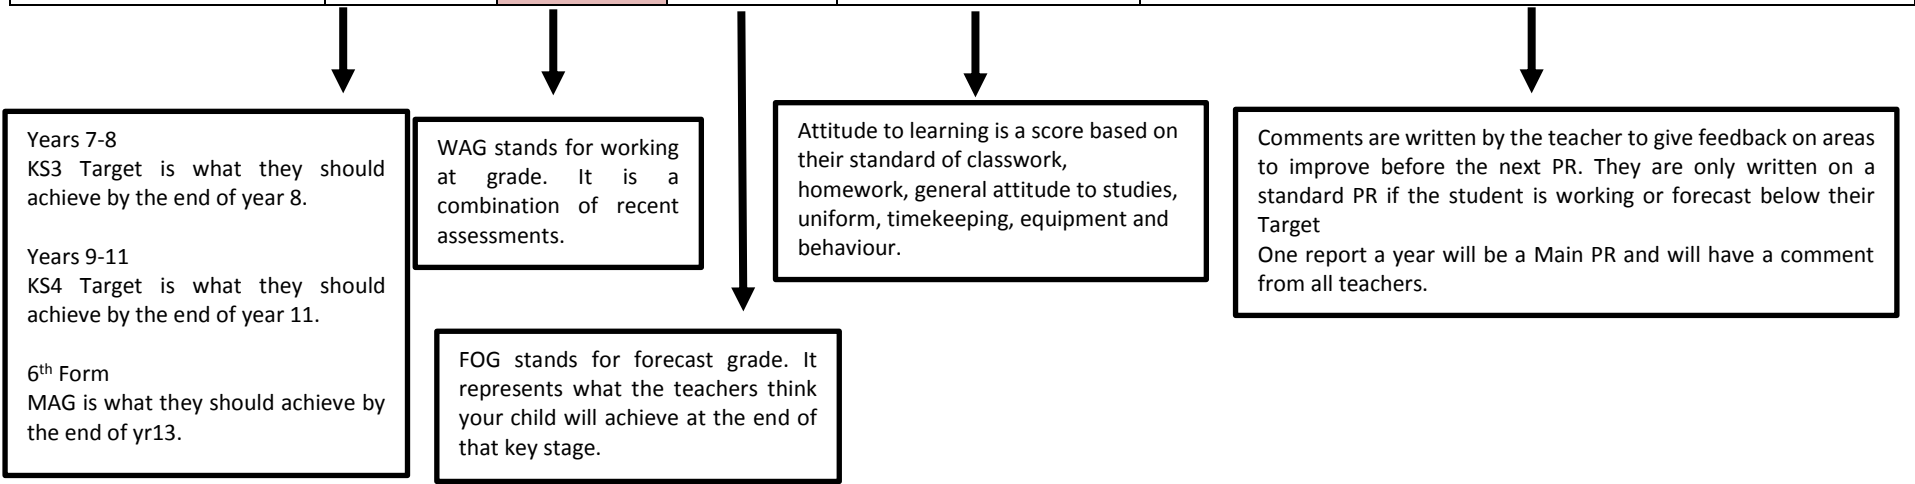 Years 7-8
KS3 Target is what they should
achieve by the end of year 8.
Years 9-11
KS4 Target is what they should
achieve by the end of year 11.
6th Form
MAG is what they should achieve by
the end of yr13.
WAG stands for working
at grade. It is a
combination of recent
assessments.
FOG stands for forecast grade. It
represents what the teachers think
your child will achieve at the end of
that key stage.
Attitude to learning is a score based on
their standard of classwork,
homework, general attitude to studies,
uniform, timekeeping, equipment and
behaviour.
Comments are written by the teacher to give feedback on areas
to improve before the next PR. They are only written on a
standard PR if the student is working or forecast below their
Target
One report a year will be a Main PR and will have a comment
from all teachers.